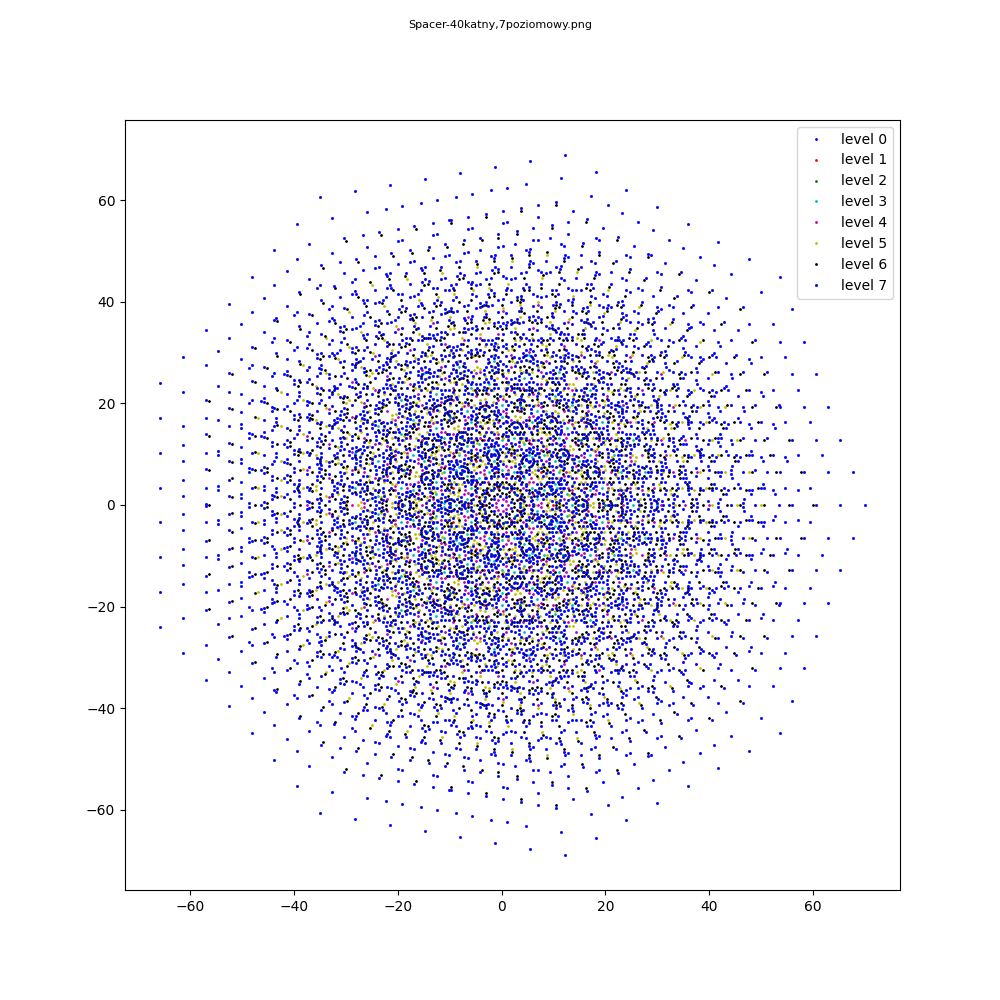 Spacer-40katny,7poziomowy.png
level 0
level 1
level 2
level 3
level 4
level 5
level 6
level 7
60
40
20
0
−20
−40
−60
−60 −40 −20 0 20 40 60